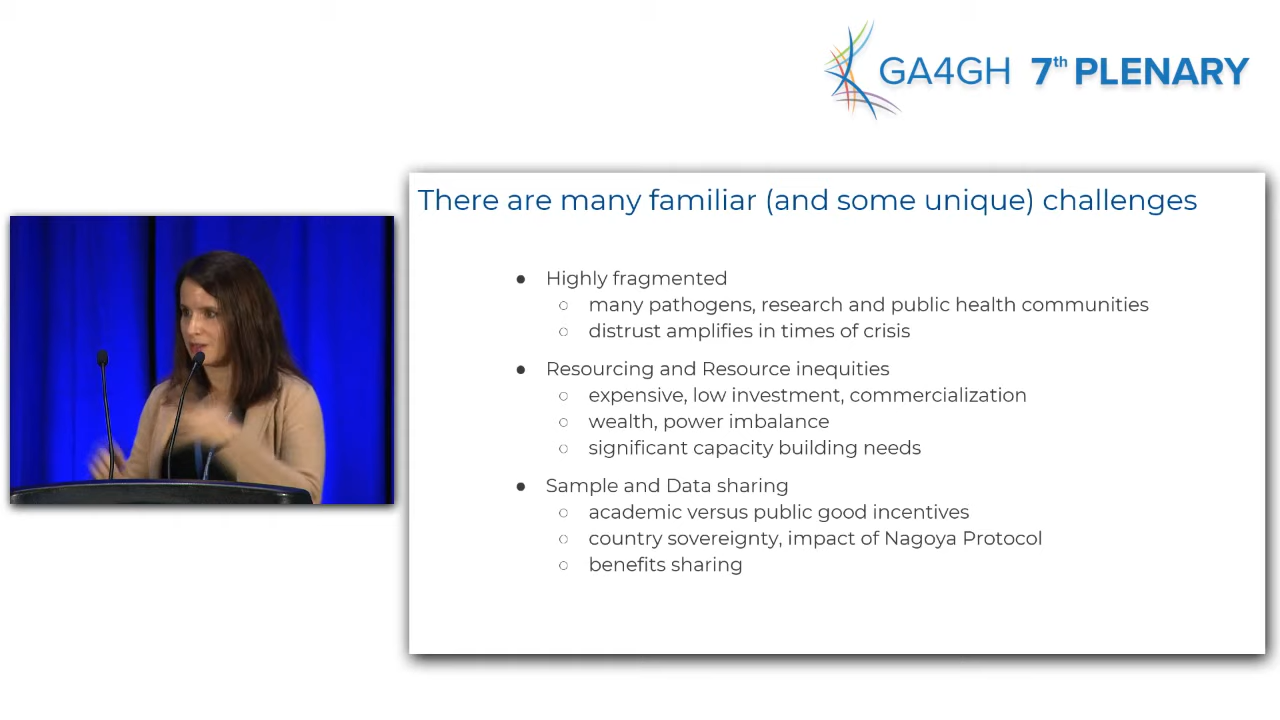 GA4GH 7th PLENARY
There are many familiar (and some unique) challenges
● Highly fragmented
○ many pathogens, research and public health communities
○ distrust amplifies in times of crisis
● Resourcing and Resource inequities
○ expensive, low investment, commercialization
○ wealth, power imbalance
○ significant capacity building needs
● Sample and Data sharing
○ academic versus public good incentives
○ country sovereignty, impact of Nagoya Protocol
○ benefits sharing